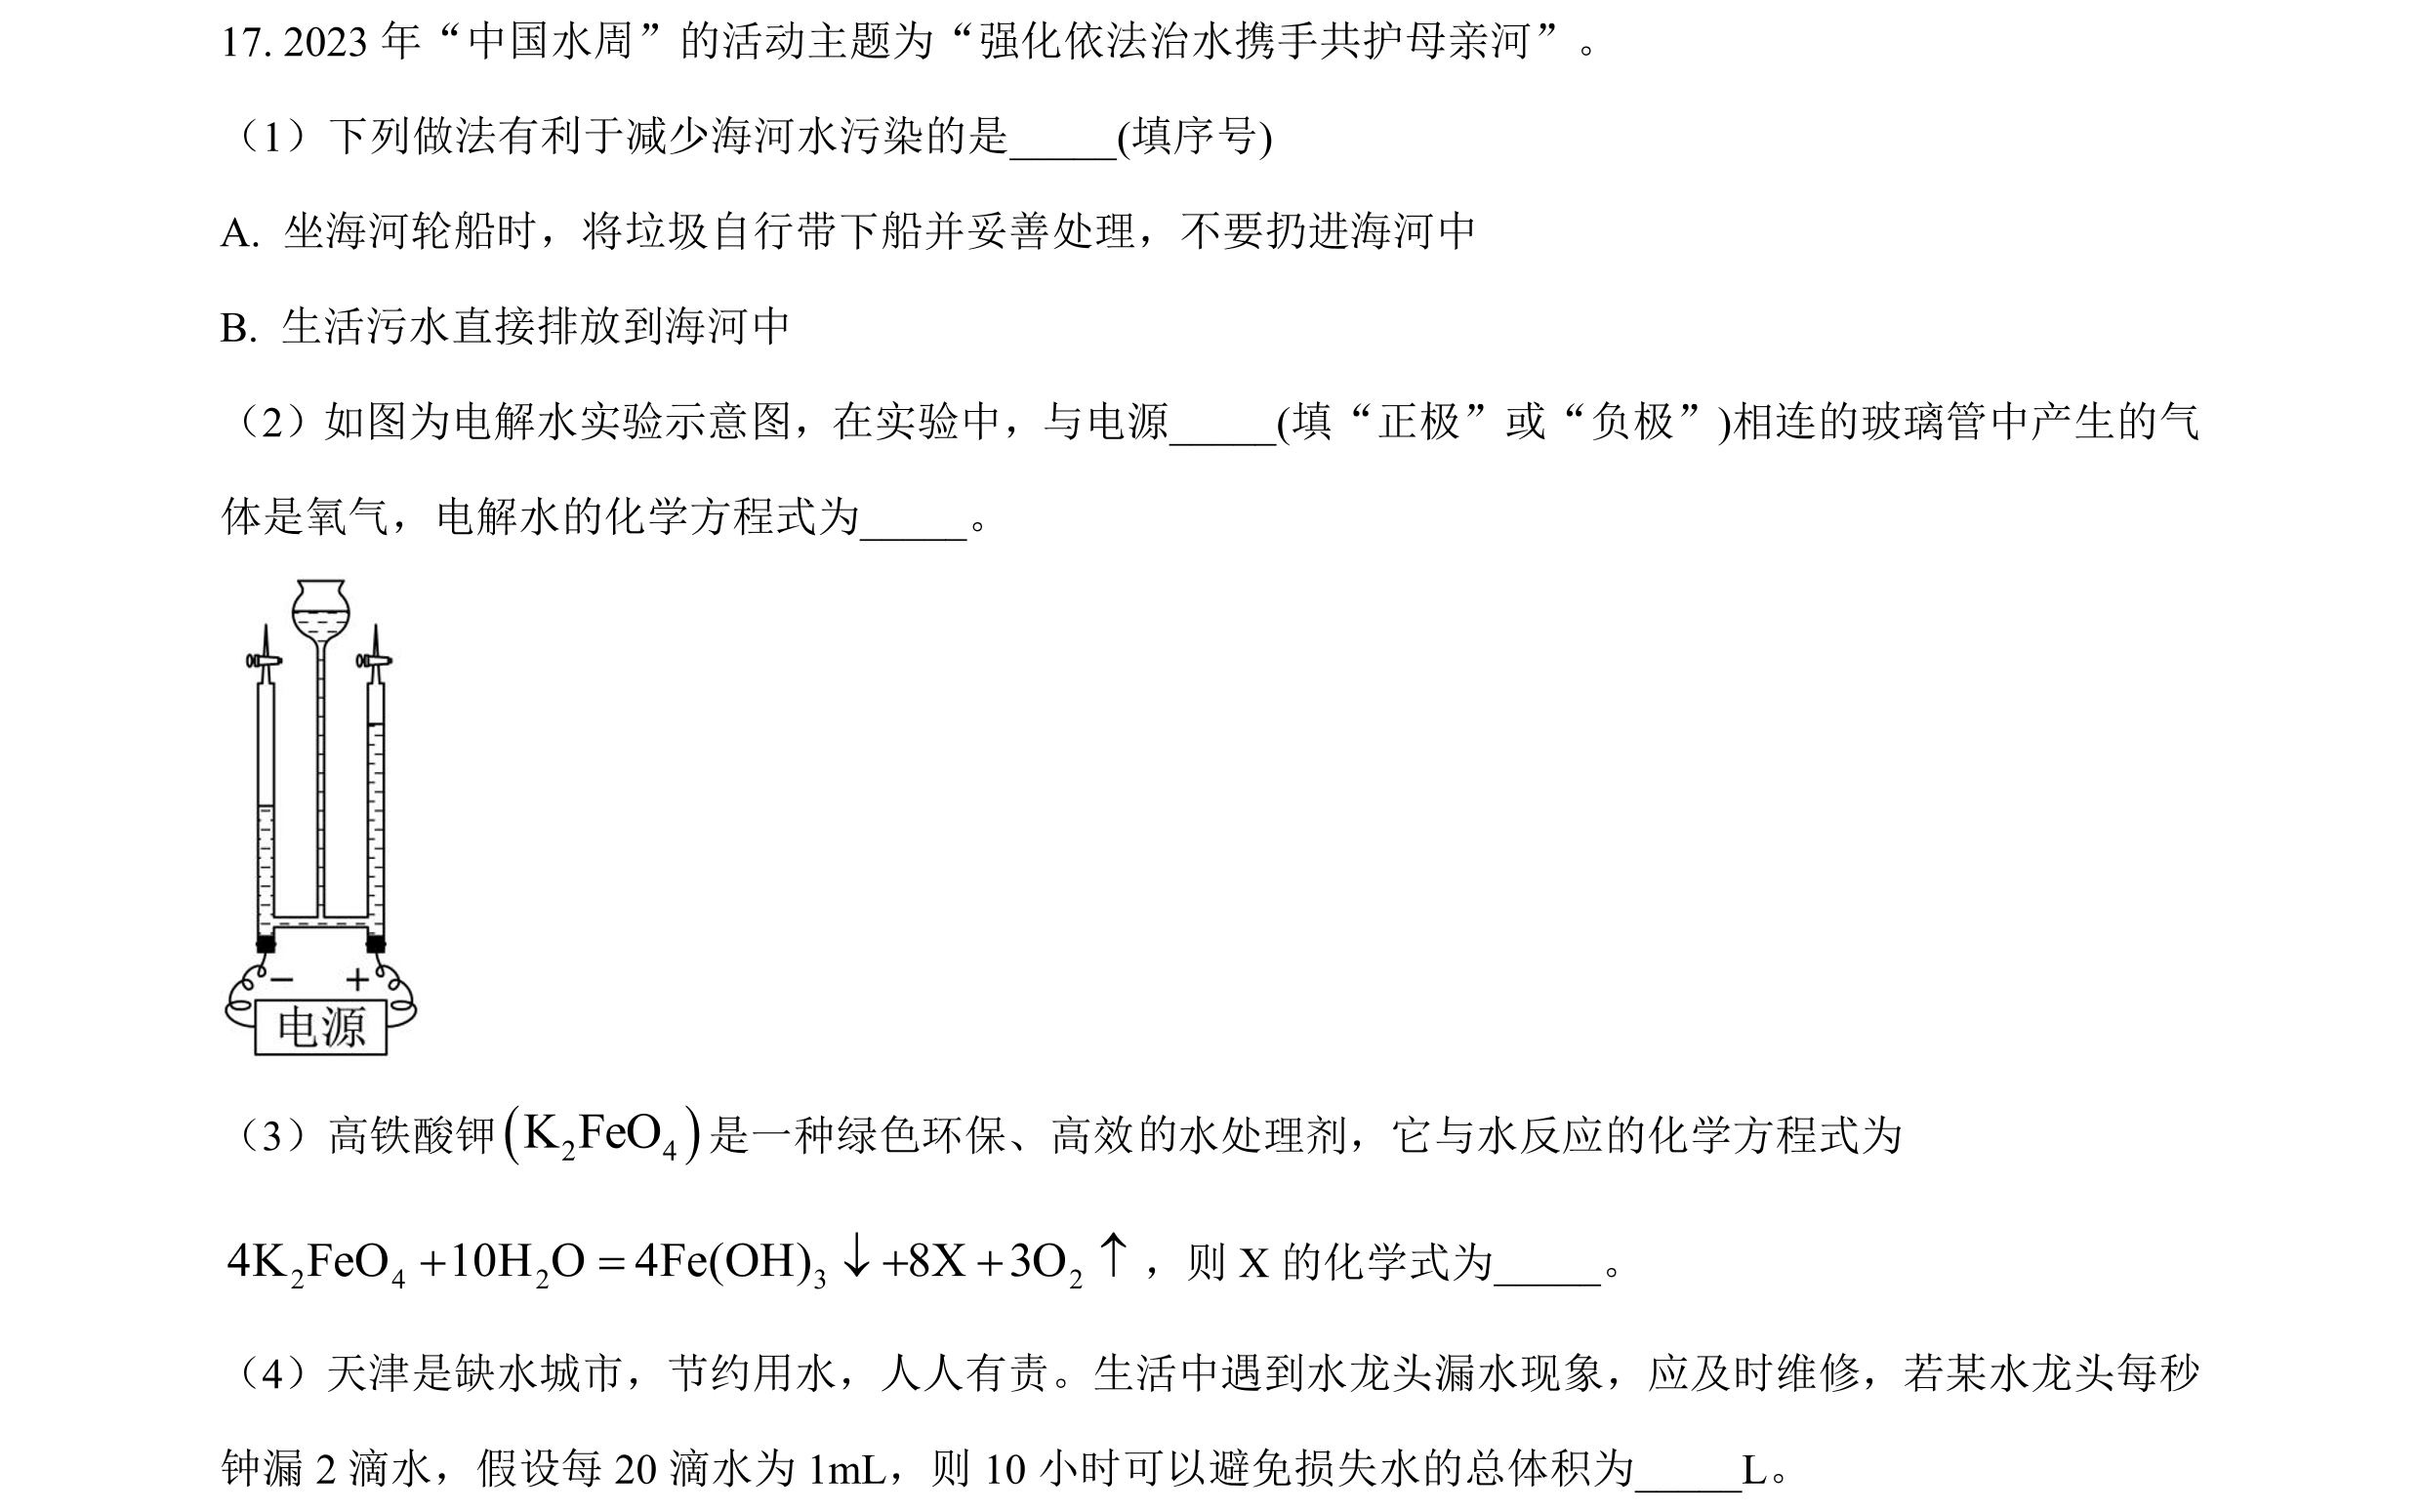 17. 2023 年“中国水周”的活动主题为“强化依法治水携手共护母亲河”。
（1）下列做法有利于减少海河水污染的是_____(填序号)
A. 坐海河轮船时，将垃圾自行带下船并妥善处理，不要扔进海河中
B. 生活污水直接排放到海河中
（2）如图为电解水实验示意图，在实验中，与电源_____(填“正极”或“负极”)相连的玻璃管中产生的气
体是氧气，电解水的化学方程式为_____。
− +
电源
（3）高铁酸钾(K₂FeO₄)是一种绿色环保、高效的水处理剂，它与水反应的化学方程式为
4K₂FeO₄+10H₂O=4Fe(OH)₃↓+8X+3O₂↑，则 X 的化学式为_____。
（4）天津是缺水城市，节约用水，人人有责。生活中遇到水龙头漏水现象，应及时维修，若某水龙头每秒
钟漏 2 滴水，假设每 20 滴水为 1mL，则 10 小时可以避免损失水的总体积为_____L。